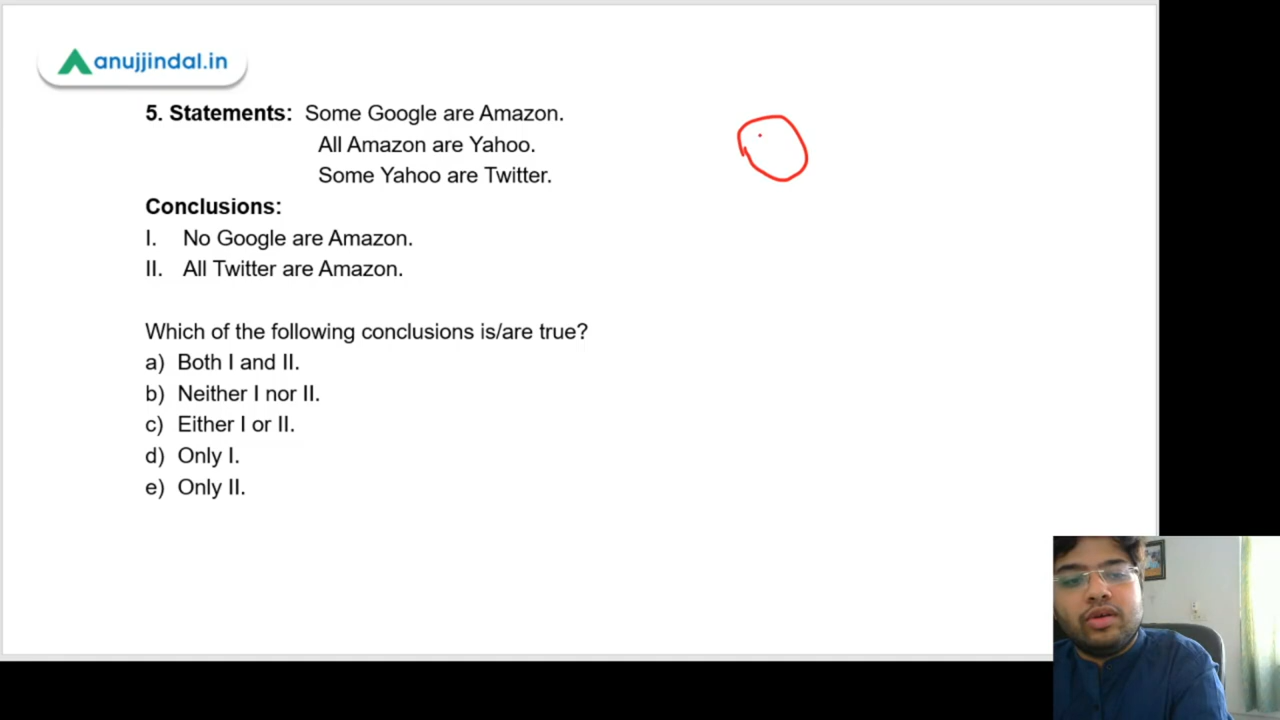 anujjindal.in
5. Statements: Some Google are Amazon.
All Amazon are Yahoo.
Some Yahoo are Twitter.
Conclusions:
I. No Google are Amazon.
II. All Twitter are Amazon.
Which of the following conclusions is/are true?
a) Both I and II.
b) Neither I nor II.
c) Either I or II.
d) Only I.
e) Only II.